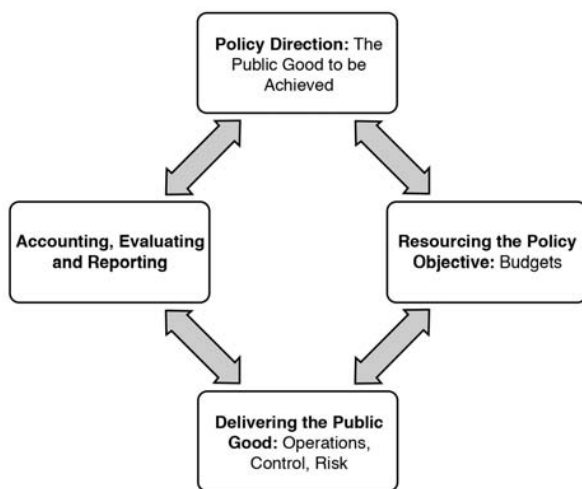 Policy Direction: The
Public Good to be
Achieved
Accounting, Evaluating
and Reporting
Resourcing the Policy
Objective: Budgets
Delivering the Public
Good: Operations,
Control, Risk